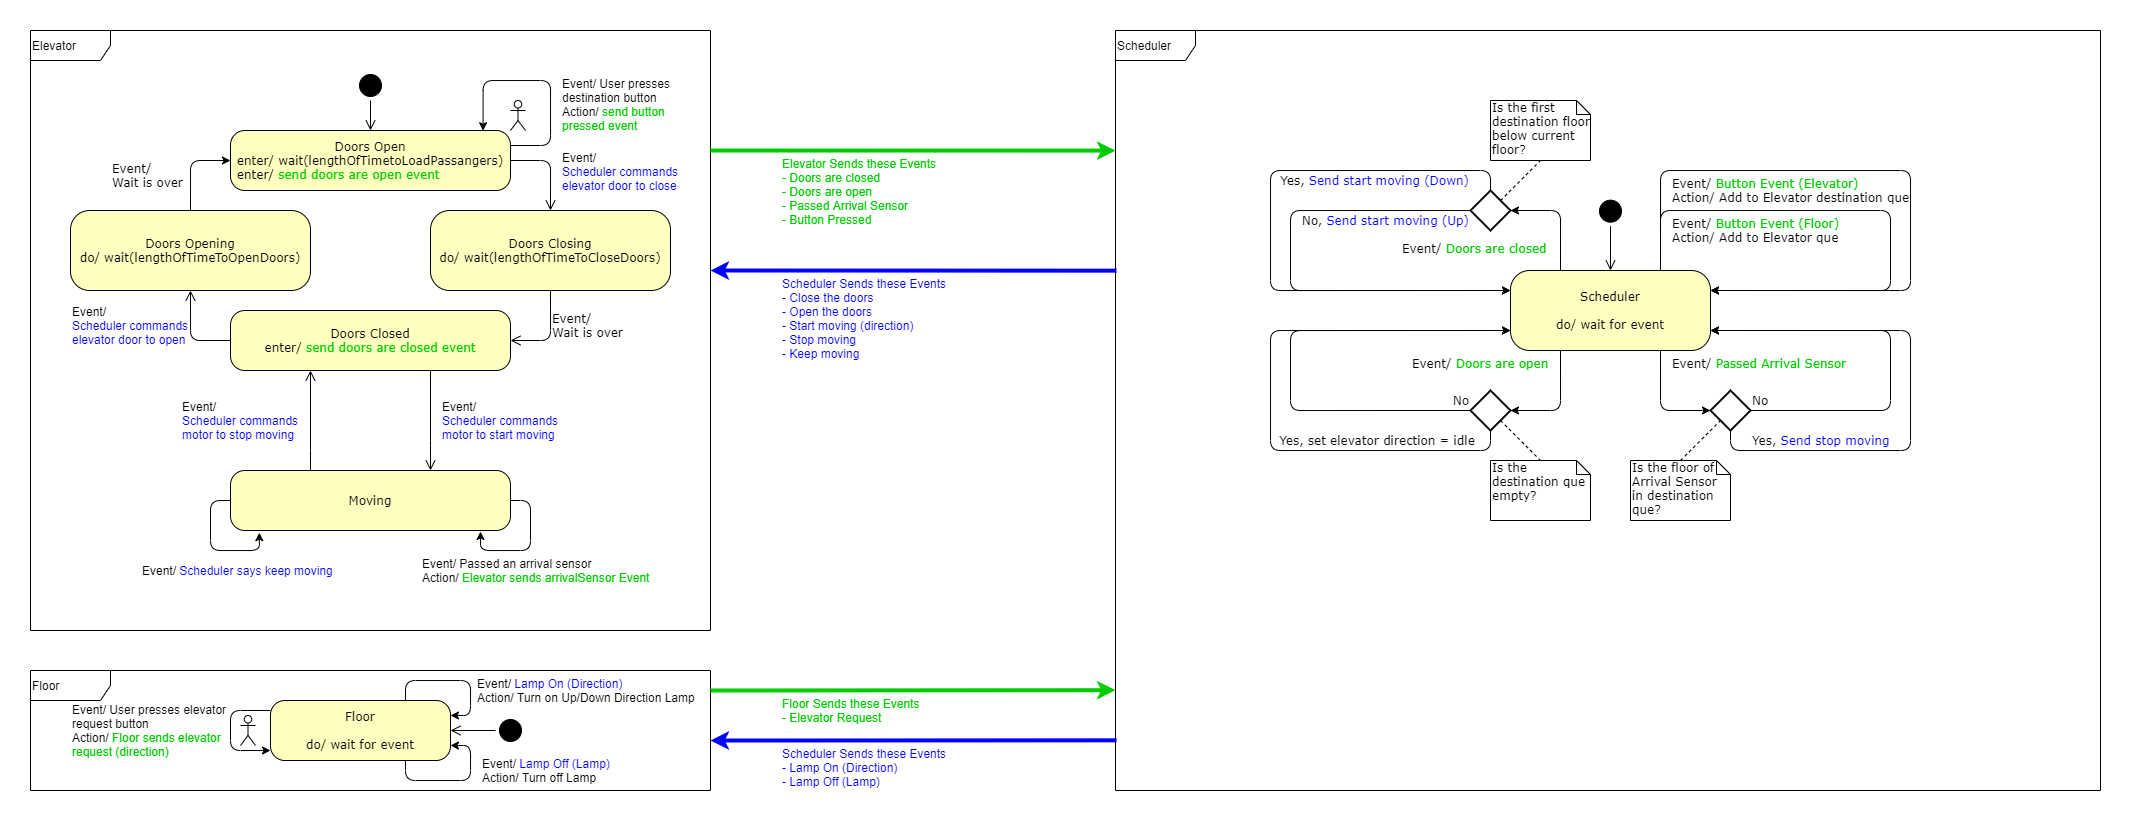 Elevator
Event/ User presses
destination button
Action/ send button
pressed event
Doors Open
enter/ wait(lengthOfTimetoLoadPassangers)
enter/ send doors are open event
Event/
Wait is over
Event/
Scheduler commands
elevator door to close
Doors Opening
do/ wait(lengthOfTimeToOpenDoors)
Doors Closing
do/ wait(lengthOfTimeToCloseDoors)
Event/
Scheduler commands
elevator door to open
Doors Closed
enter/ send doors are closed event
Event/
Wait is over
Event/
Scheduler commands
motor to stop moving
Event/
Scheduler commands
motor to start moving
Moving
Event/ Scheduler says keep moving
Event/ Passed an arrival sensor
Action/ Elevator sends arrivalSensor Event
Elevator Sends these Events
- Doors are closed
- Doors are open
- Passed Arrival Sensor
- Button Pressed
Scheduler Sends these Events
- Close the doors
- Open the doors
- Start moving (direction)
- Stop moving
- Keep moving
Scheduler
Is the first
destination floor
below current
floor?
Yes, Send start moving (Down)
No, Send start moving (Up)
Event/ Doors are closed
Event/ Button Event (Elevator)
Action/ Add to Elevator destination que
Event/ Button Event (Floor)
Action/ Add to Elevator que
Scheduler
do/ wait for event
Event/ Doors are open
No
Yes, set elevator direction = idle
Is the
destination que
empty?
Event/ Passed Arrival Sensor
No
Yes, Send stop moving
Is the floor of
Arrival Sensor
in destination
que?
Floor
Event/ User presses elevator
request button
Action/ Floor sends elevator
request (direction)
Event/ Lamp On (Direction)
Action/ Turn on Up/Down Direction Lamp
Floor
do/ wait for event
Event/ Lamp Off (Lamp)
Action/ Turn off Lamp
Floor Sends these Events
- Elevator Request
Scheduler Sends these Events
- Lamp On (Direction)
- Lamp Off (Lamp)